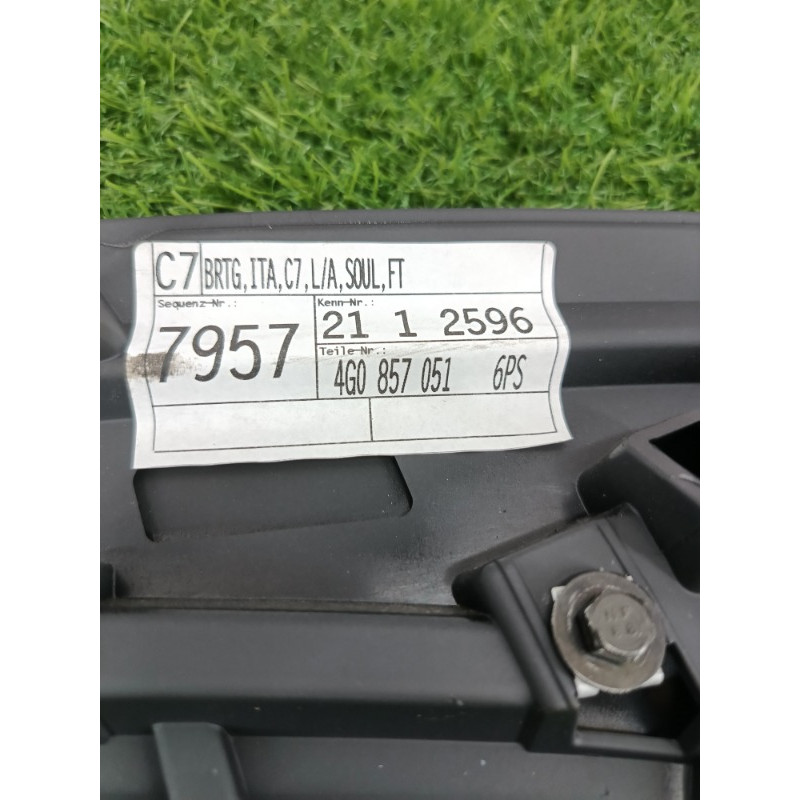 C7 BRTG,ITA,C7,L/A,SOUL,FT
Sequenz-Nr.:
7957
Kenn-Nr.:
21 1 2596
Teile-Nr.:
4G0 857 051 6PS